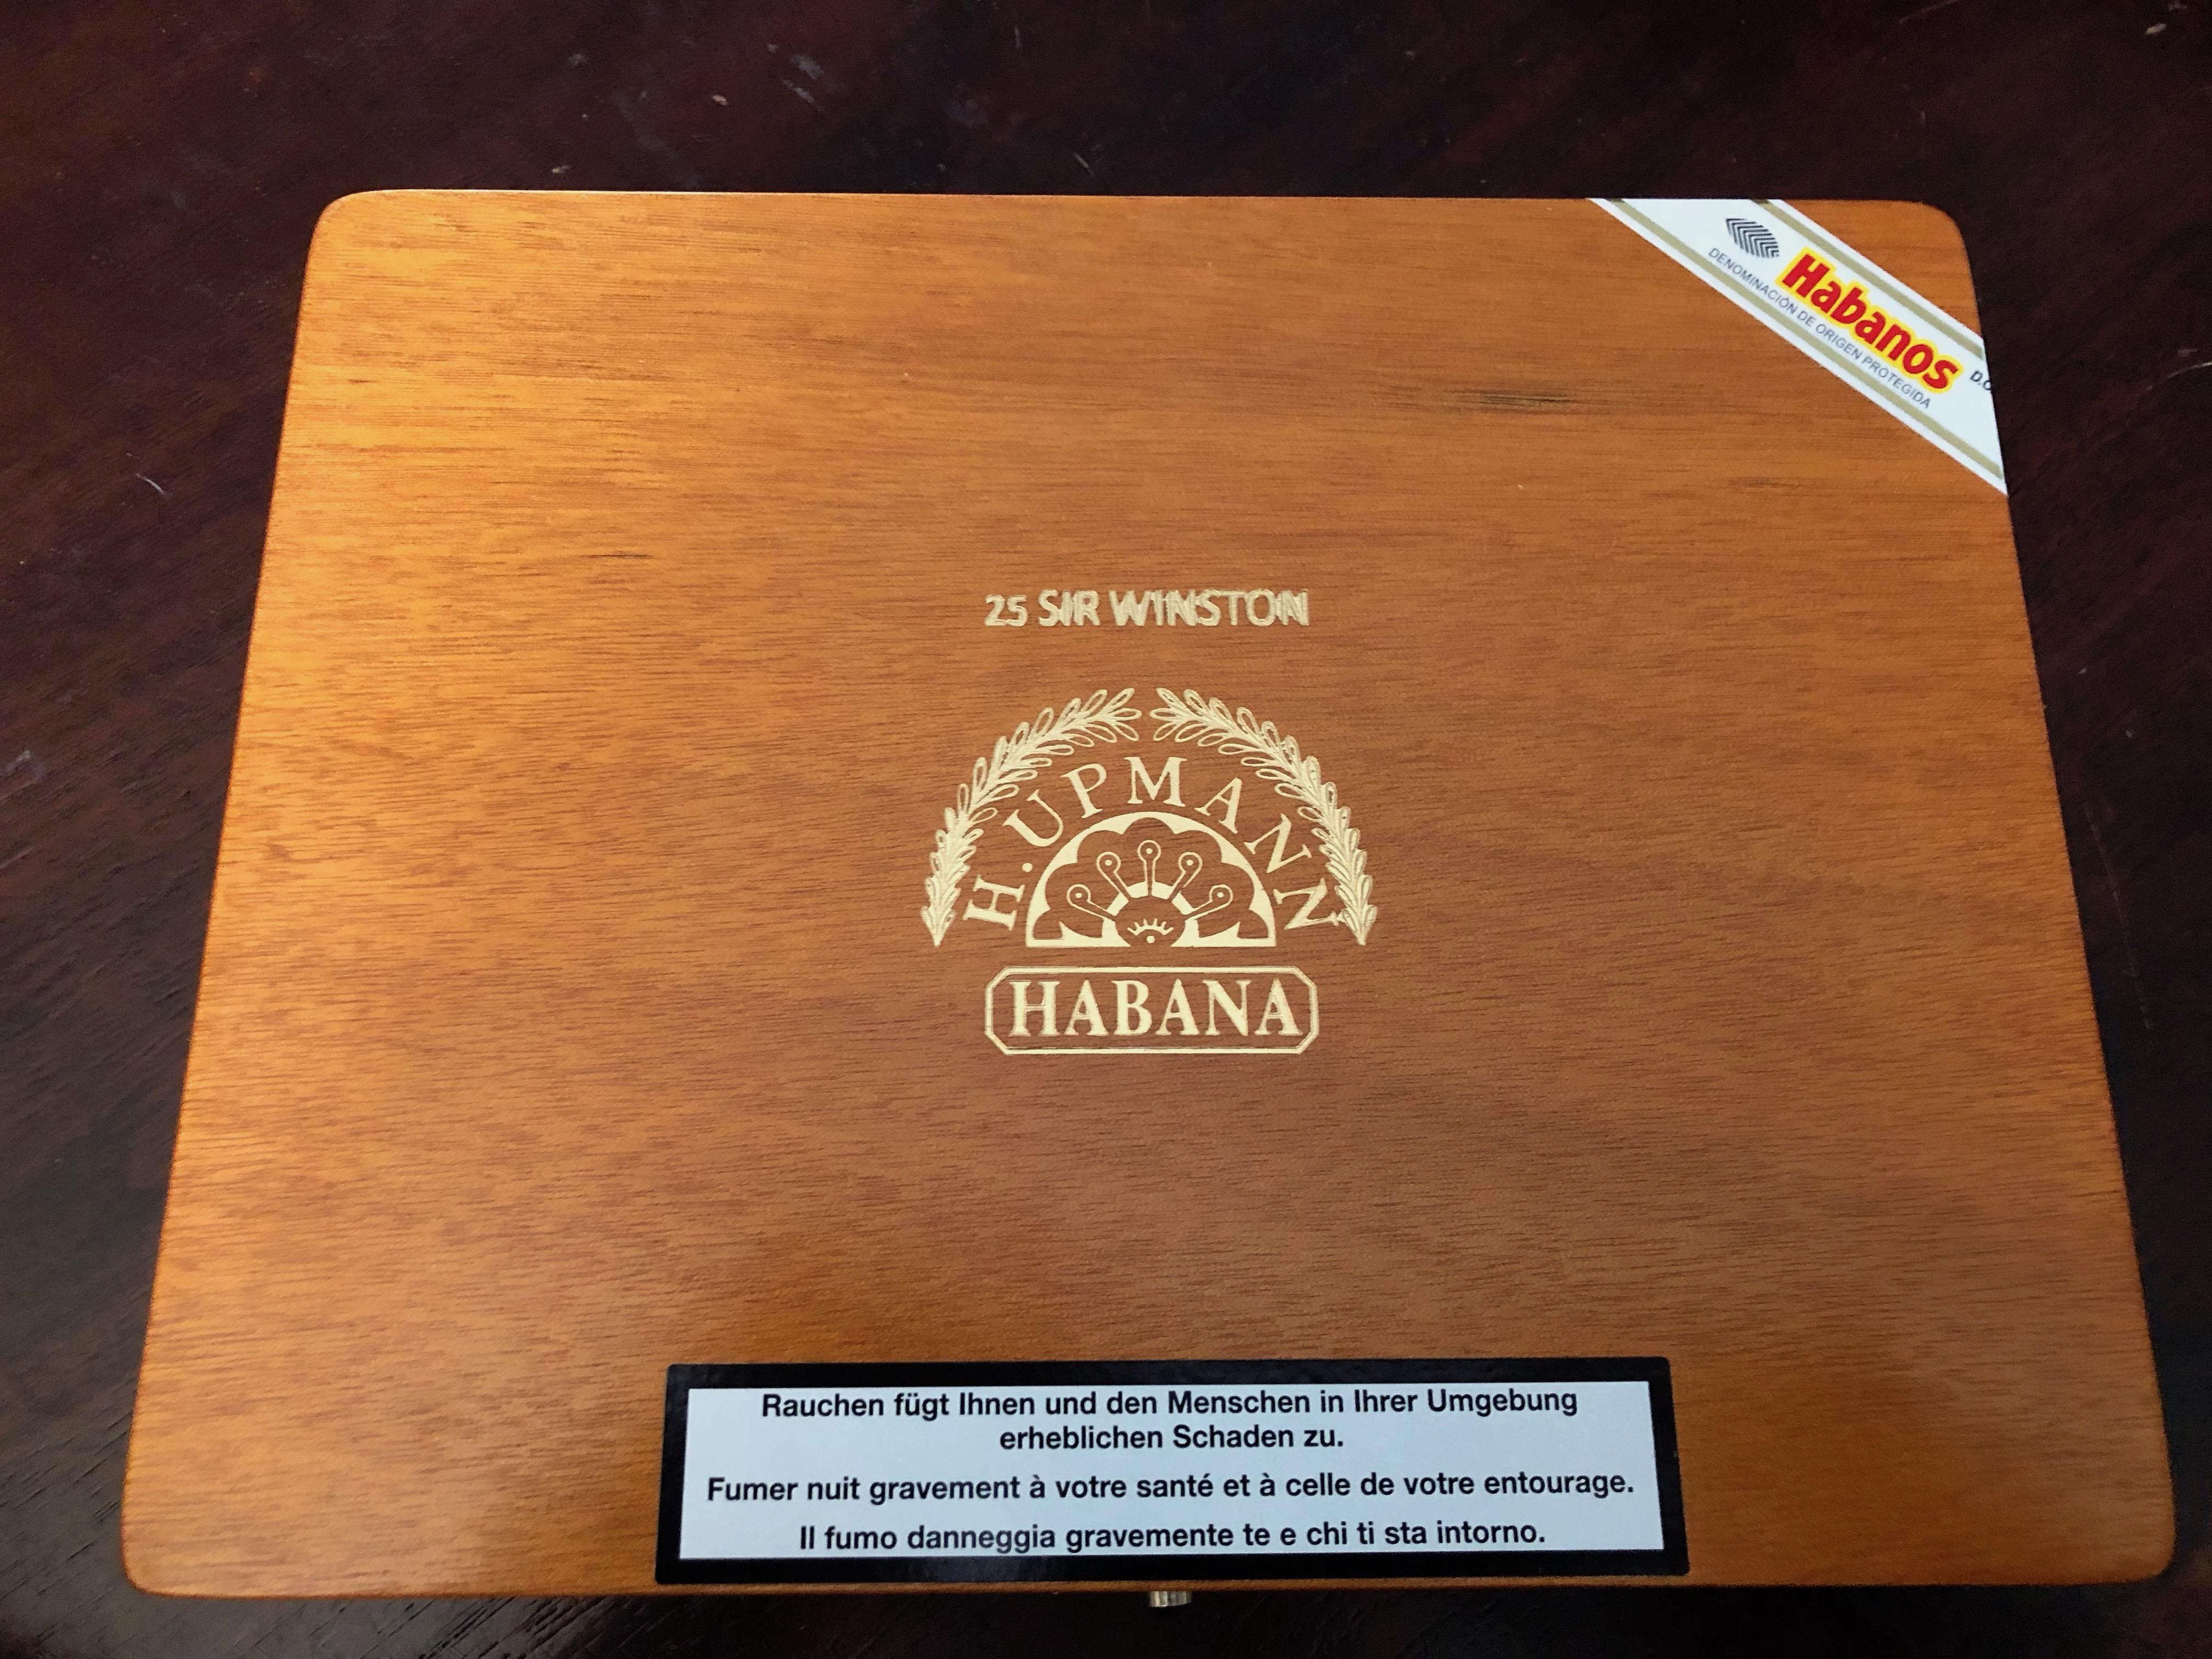 Habanos
D.O
DENOMINACIÓN DE ORIGEN PROTEGIDA
25 SIR WINSTON
H. UPMANN
HABANA
Rauchen fügt Ihnen und den Menschen in Ihrer Umgebung
erheblichen Schaden zu.
Fumer nuit gravement à votre santé et à celle de votre entourage.
Il fumo danneggia gravemente te e chi ti sta intorno.